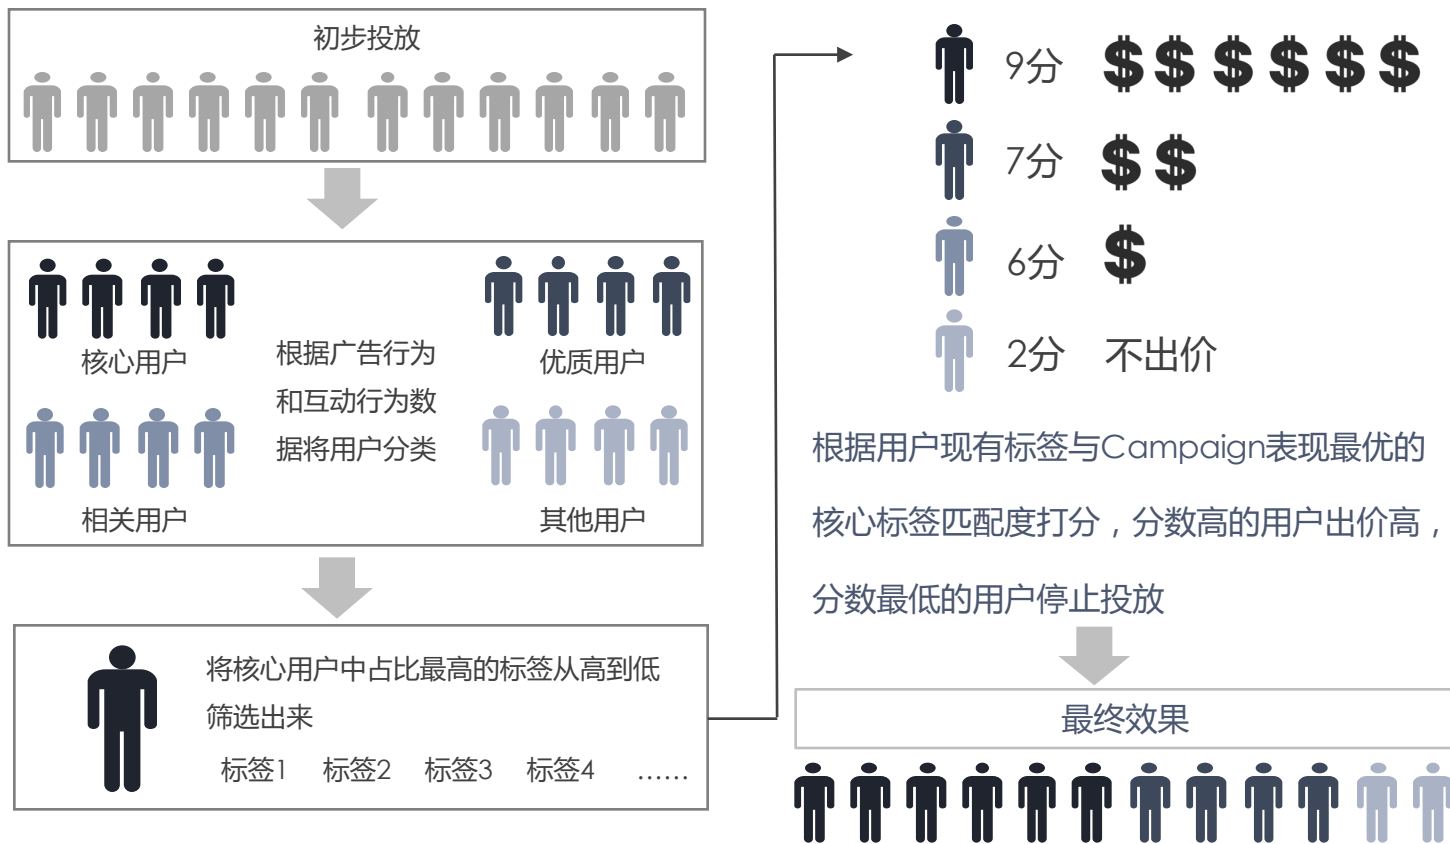 初步投放
核心用户
优质用户
根据广告行为
和互动行为数
据将用户分类
相关用户
其他用户
将核心用户中占比最高的标签从高到低
筛选出来
标签1 标签2 标签3 标签4 ……
9分 $ $ $ $ $ $
7分 $ $
6分 $
2分 不出价
根据用户现有标签与Campaign表现最优的
核心标签匹配度打分，分数高的用户出价高，
分数最低的用户停止投放
最终效果